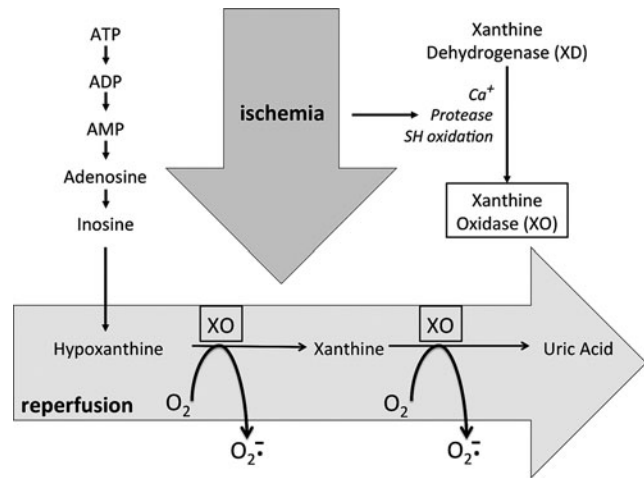 ATP
ADP
AMP
Adenosine
Inosine
ischemia
Xanthine
Dehydrogenase (XD)
Ca⁺
Protease
SH oxidation
Xanthine
Oxidase (XO)
XO
XO
Hypoxanthine
Xanthine
Uric Acid
reperfusion
O₂
O₂
O₂•̄
O₂•̄